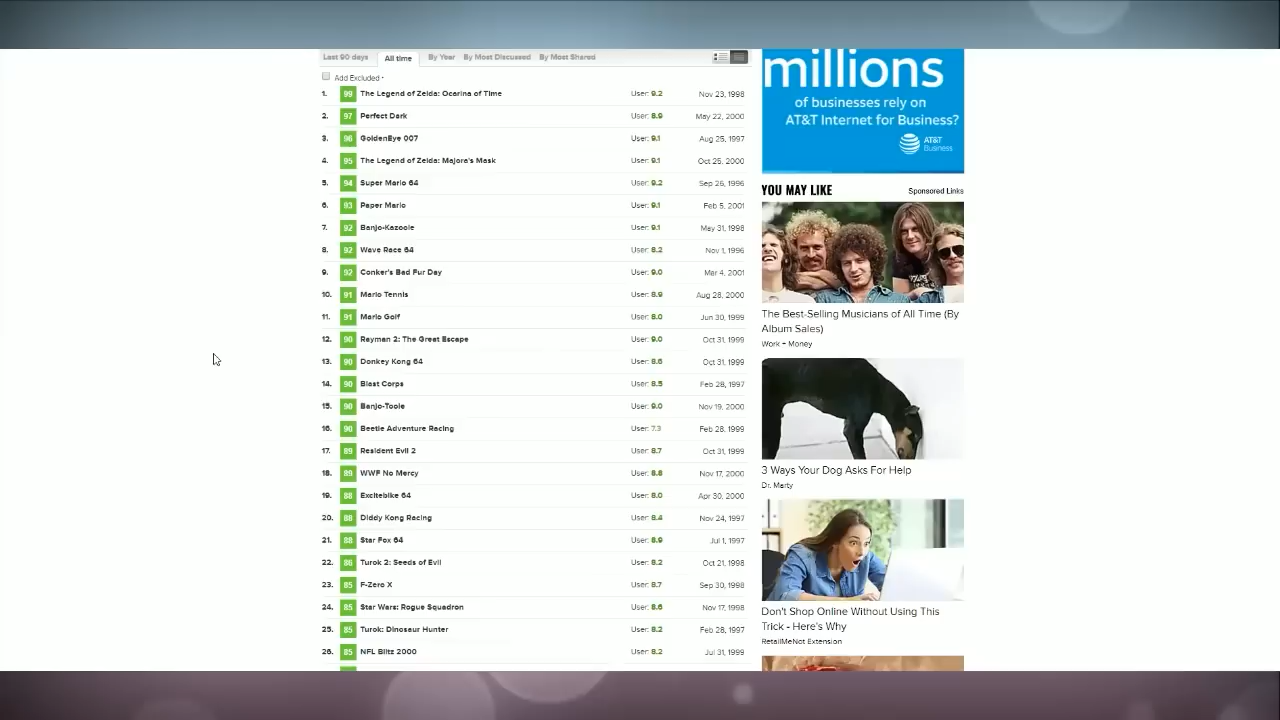 Last 90 days All time By Year By Most Discussed By Most Shared
Add Excluded
1. 99 The Legend of Zelda: Ocarina of Time User: 9.2 Nov 23, 1998
2. 97 Perfect Dark User: 8.9 May 22, 2000
3. 96 GoldenEye 007 User: 9.1 Aug 25, 1997
4. 95 The Legend of Zelda: Majora's Mask User: 9.1 Oct 25, 2000
5. 94 Super Mario 64 User: 9.2 Sep 26, 1996
6. 93 Paper Mario User: 9.1 Feb 5, 2001
7. 92 Banjo-Kazooie User: 9.1 May 31, 1998
8. 92 Wave Race 64 User: 8.2 Nov 1, 1996
9. 92 Conker's Bad Fur Day User: 9.0 Mar 4, 2001
10. 91 Mario Tennis User: 8.9 Aug 28, 2000
11. 91 Mario Golf User: 8.0 Jun 30, 1999
12. 90 Rayman 2: The Great Escape User: 9.0 Oct 31, 1999
13. 90 Donkey Kong 64 User: 8.6 Oct 31, 1999
14. 90 Blast Corps User: 8.5 Feb 28, 1997
15. 90 Banjo-Tooie User: 9.0 Nov 19, 2000
16. 90 Beetle Adventure Racing User: 7.3 Feb 28, 1999
17. 89 Resident Evil 2 User: 8.7 Oct 31, 1999
18. 89 WWF No Mercy User: 8.8 Nov 17, 2000
19. 88 Excitebike 64 User: 8.0 Apr 30, 2000
20. 88 Diddy Kong Racing User: 8.4 Nov 24, 1997
21. 88 Star Fox 64 User: 8.9 Jul 1, 1997
22. 86 Turok 2: Seeds of Evil User: 8.2 Oct 21, 1998
23. 85 F-Zero X User: 8.7 Sep 30, 1998
24. 85 Star Wars: Rogue Squadron User: 8.6 Nov 17, 1998
25. 85 Turok: Dinosaur Hunter User: 8.2 Feb 28, 1997
26. 85 NFL Blitz 2000 User: 8.2 Jul 31, 1999
millions
of businesses rely on
AT&T Internet for Business?
AT&T
Business
YOU MAY LIKE Sponsored Links
The Best-Selling Musicians of All Time (By
Album Sales)
Work + Money
3 Ways Your Dog Asks For Help
Dr. Marty
Don't Shop Online Without Using This
Trick - Here's Why
RetailMeNot Extension